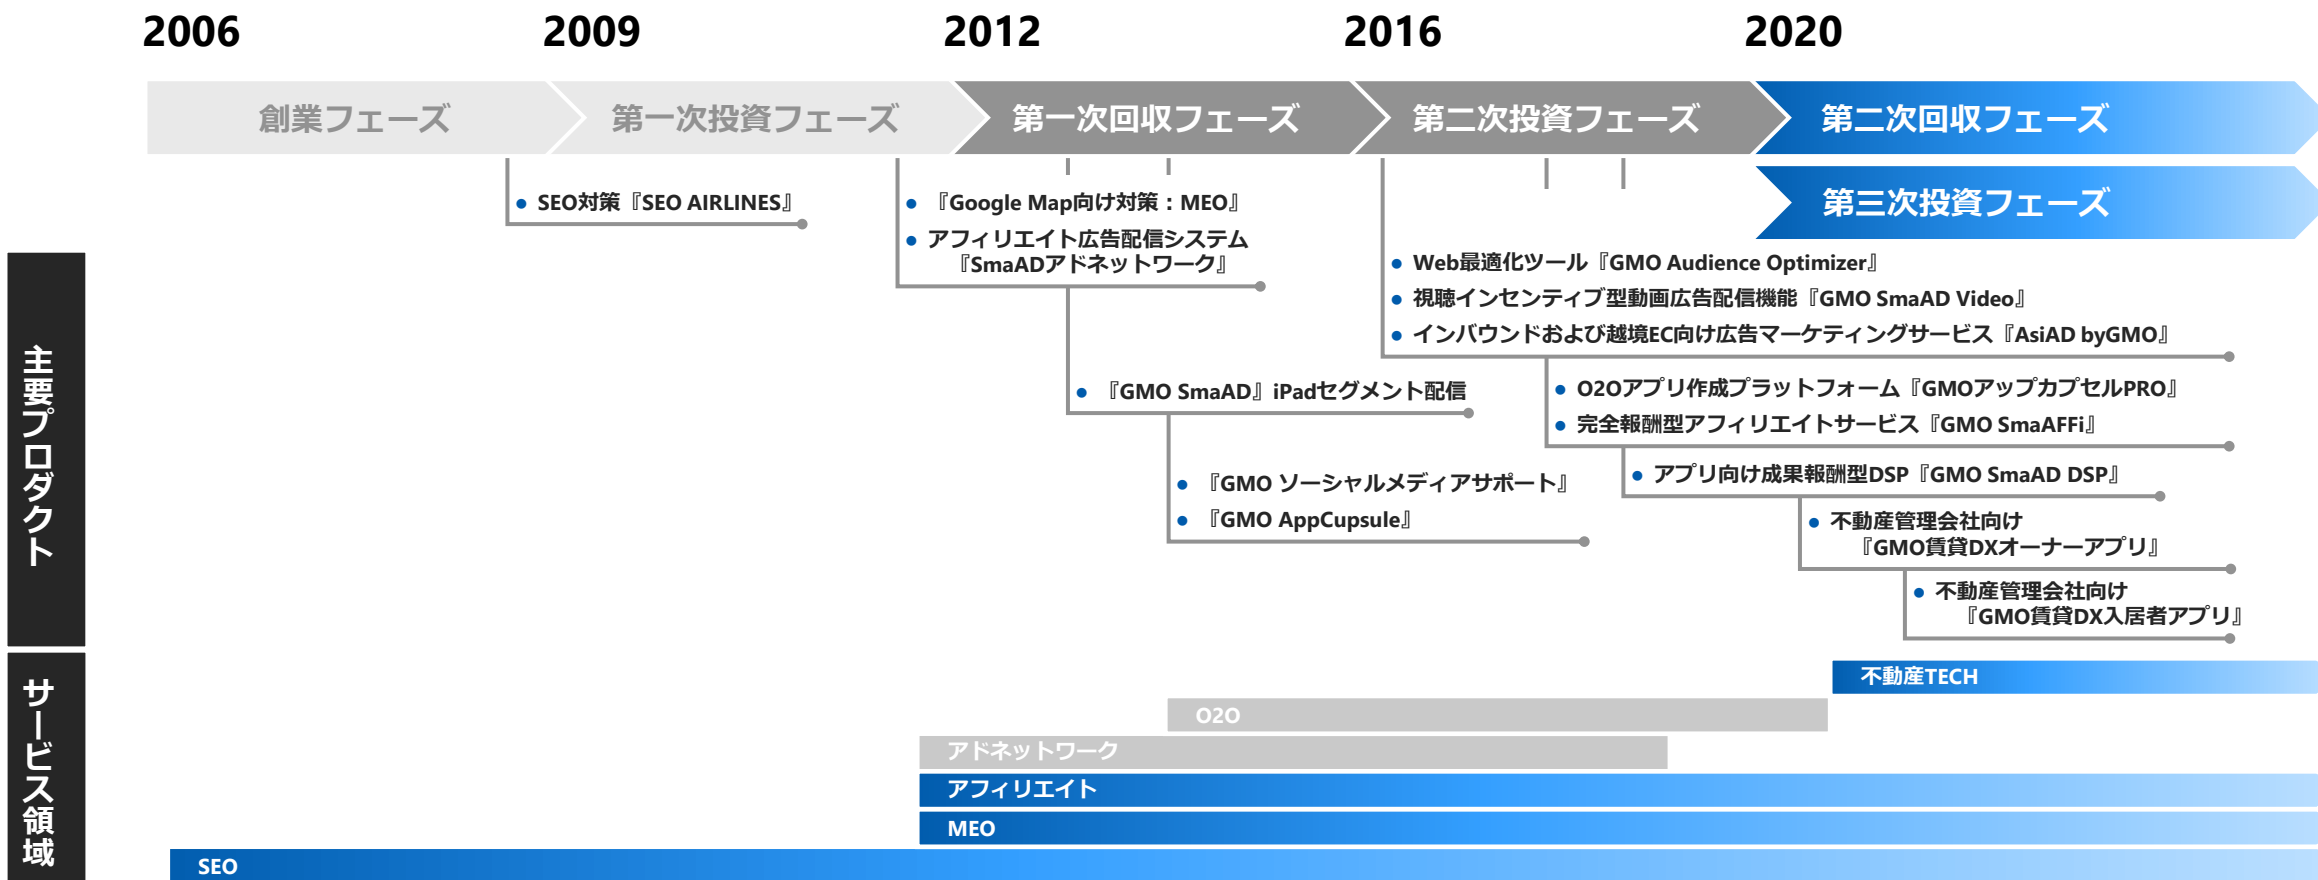 2006
2009
2012
2016
2020
創業フェーズ
第一次投資フェーズ
第一次回収フェーズ
第二次投資フェーズ
第二次回収フェーズ
第三次投資フェーズ
主要プロダクト
● SEO対策『SEO AIRLINES』
● 『Google Map向け対策：MEO』
● アフィリエイト広告配信システム
『SmaADアドネットワーク』
● 『GMO SmaAD』iPadセグメント配信
● 『GMO ソーシャルメディアサポート』
● 『GMO AppCupsule』
● Web最適化ツール『GMO Audience Optimizer』
● 視聴インセンティブ型動画広告配信機能『GMO SmaAD Video』
● インバウンドおよび越境EC向け広告マーケティングサービス『AsiAD byGMO』
● O2Oアプリ作成プラットフォーム『GMOアップカプセルPRO』
● 完全報酬型アフィリエイトサービス『GMO SmaAFFi』
● アプリ向け成果報酬型DSP『GMO SmaAD DSP』
● 不動産管理会社向け
『GMO賃貸DXオーナーアプリ』
● 不動産管理会社向け
『GMO賃貸DX入居者アプリ』
サービス領域
不動産TECH
O2O
アドネットワーク
アフィリエイト
MEO
SEO